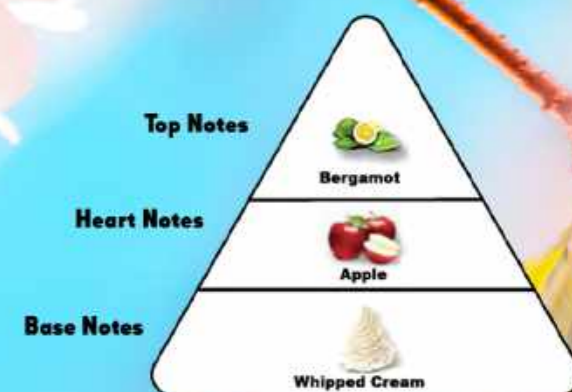 Top Notes
Bergamot
Heart Notes
Apple
Base Notes
Whipped Cream